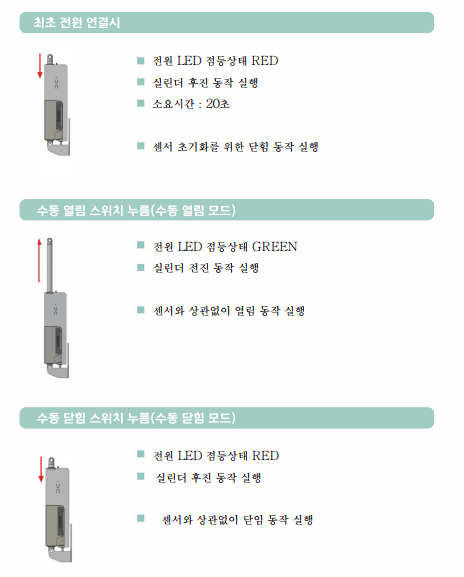 최초 전원 연결시
전원 LED 점등상태 RED
실린더 후진 동작 실행
소요시간 : 20초
센서 초기화를 위한 닫힘 동작 실행
수동 열림 스위치 누름(수동 열림 모드)
전원 LED 점등상태 GREEN
실린더 전진 동작 실행
센서와 상관없이 열림 동작 실행
수동 닫힘 스위치 누름(수동 닫힘 모드)
전원 LED 점등상태 RED
실린더 후진 동작 실행
센서와 상관없이 닫임 동작 실행